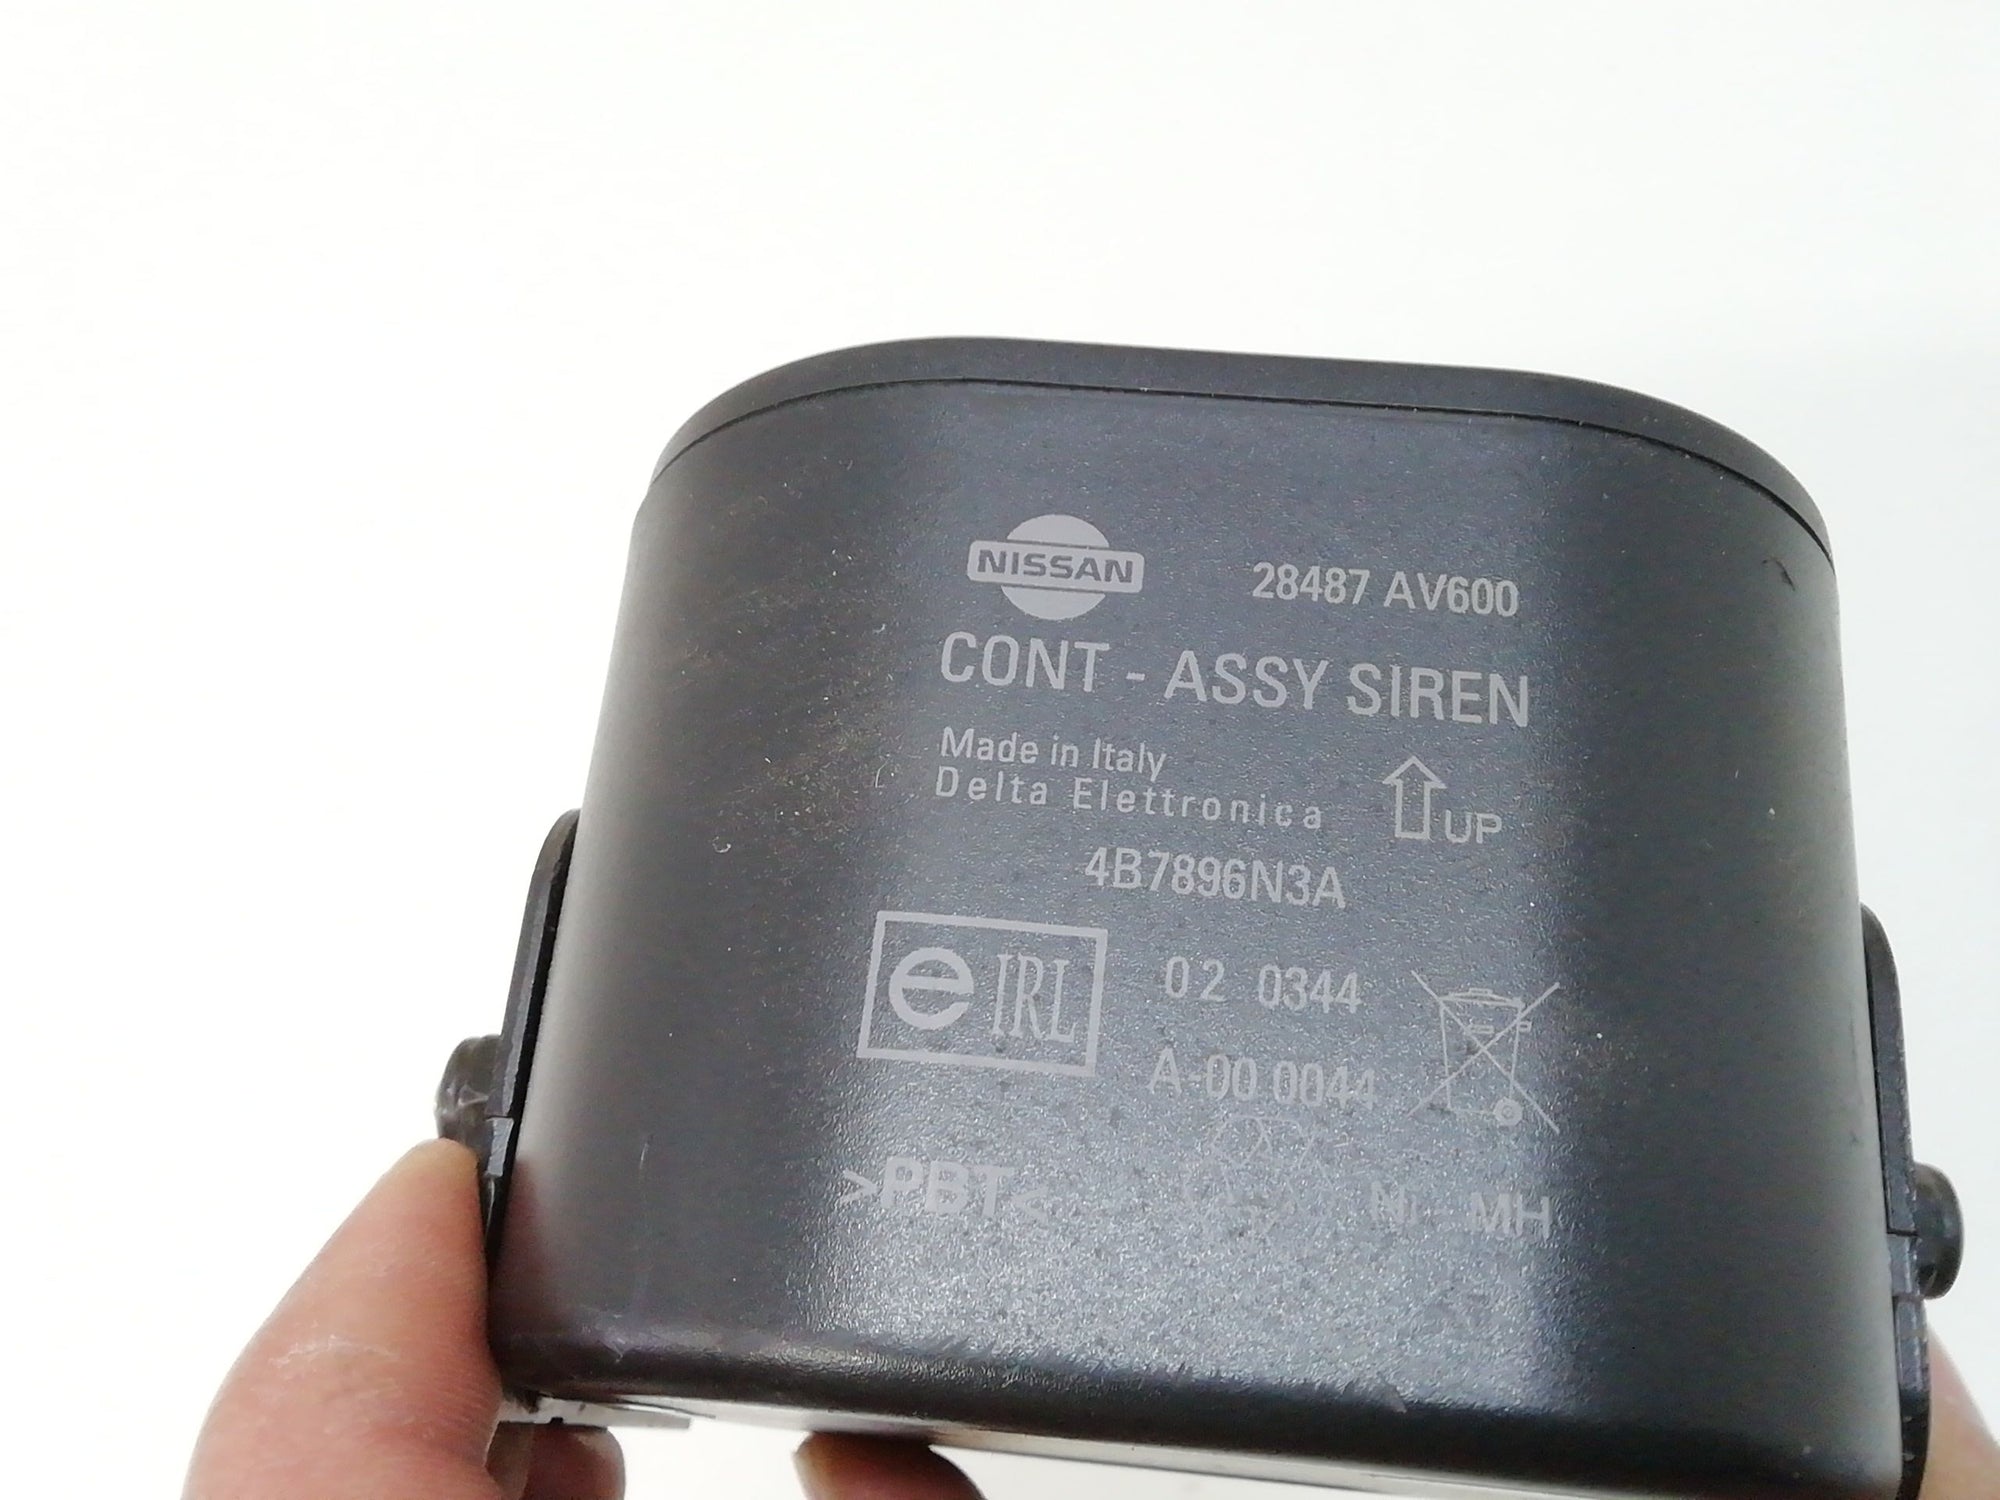 NISSAN 28487 AV600
CONT - ASSY SIREN
Made in Italy
Delta Elettronica
UP
4B7896N3A
e IRL 02 0344
A-00 0044
>PBT< Ni - MH